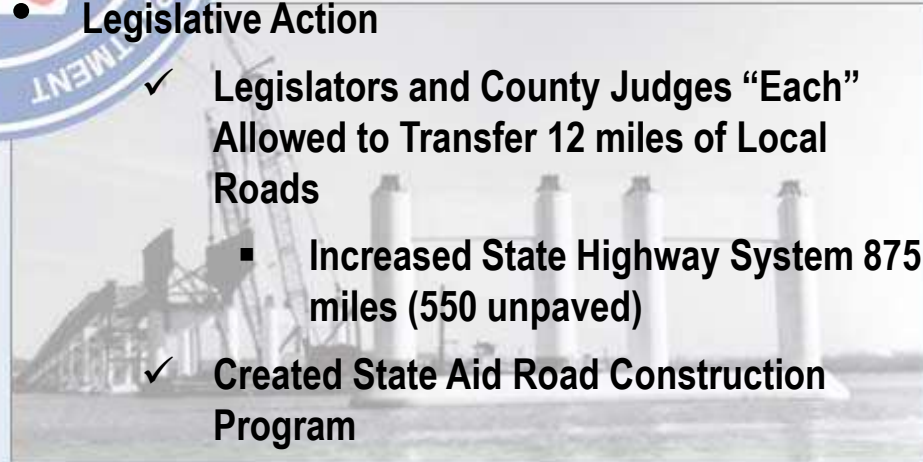 • Legislative Action
✓ Legislators and County Judges “Each”
Allowed to Transfer 12 miles of Local
Roads
▪ Increased State Highway System 875
miles (550 unpaved)
✓ Created State Aid Road Construction
Program